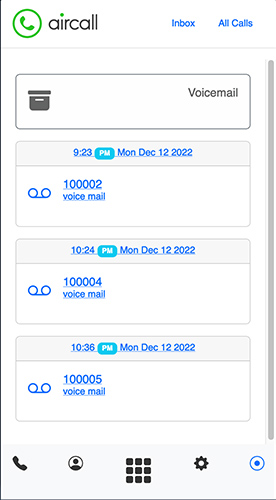 aircall
Inbox
All Calls
Voicemail
9:23 PM Mon Dec 12 2022
100002
voice mail
10:24 PM Mon Dec 12 2022
100004
voice mail
10:36 PM Mon Dec 12 2022
100005
voice mail